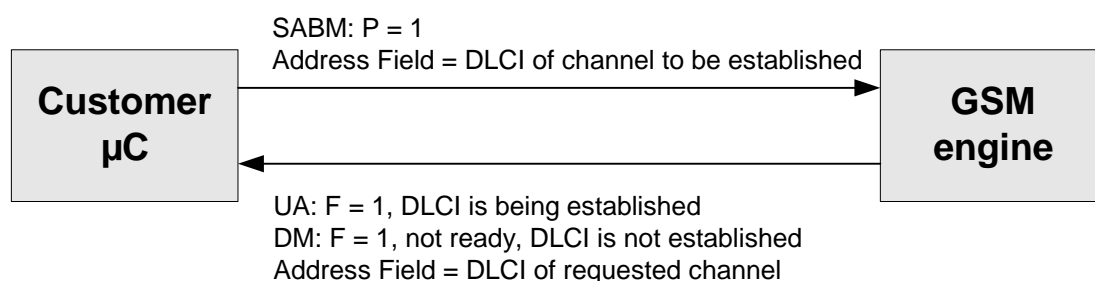 SABM: P = 1
Address Field = DLCI of channel to be established
Customer
µC
GSM
engine
UA: F = 1, DLCI is being established
DM: F = 1, not ready, DLCI is not established
Address Field = DLCI of requested channel